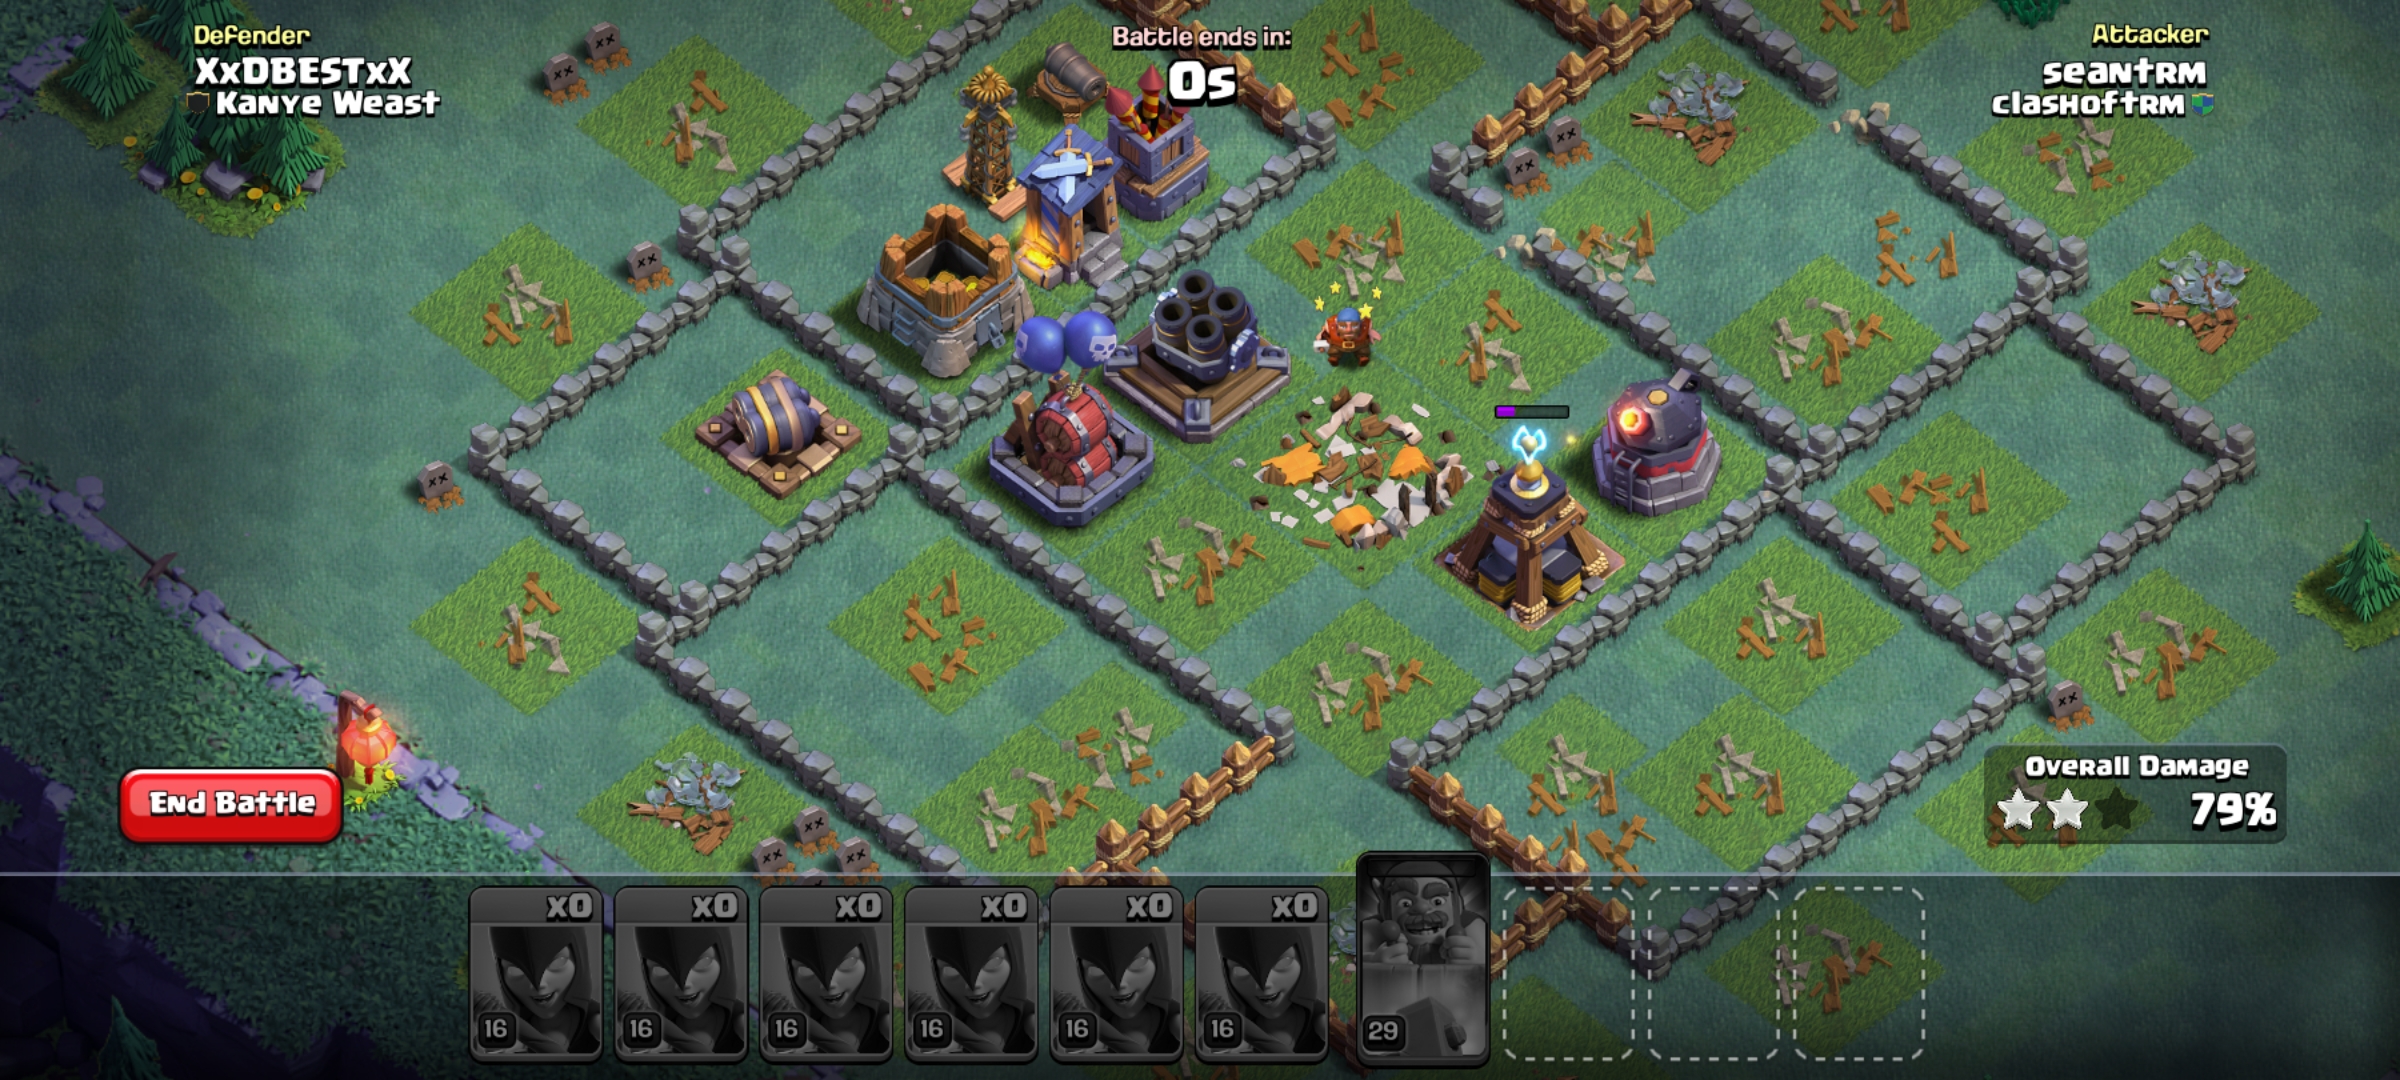 Defender
XxDBESTxX
Kanye Weast
Battle ends in:
0s
Attacker
seantRM
clashoftRM
End Battle
Overall Damage
79%
x0 x0 x0 x0 x0 x0
16 16 16 16 16 16 29